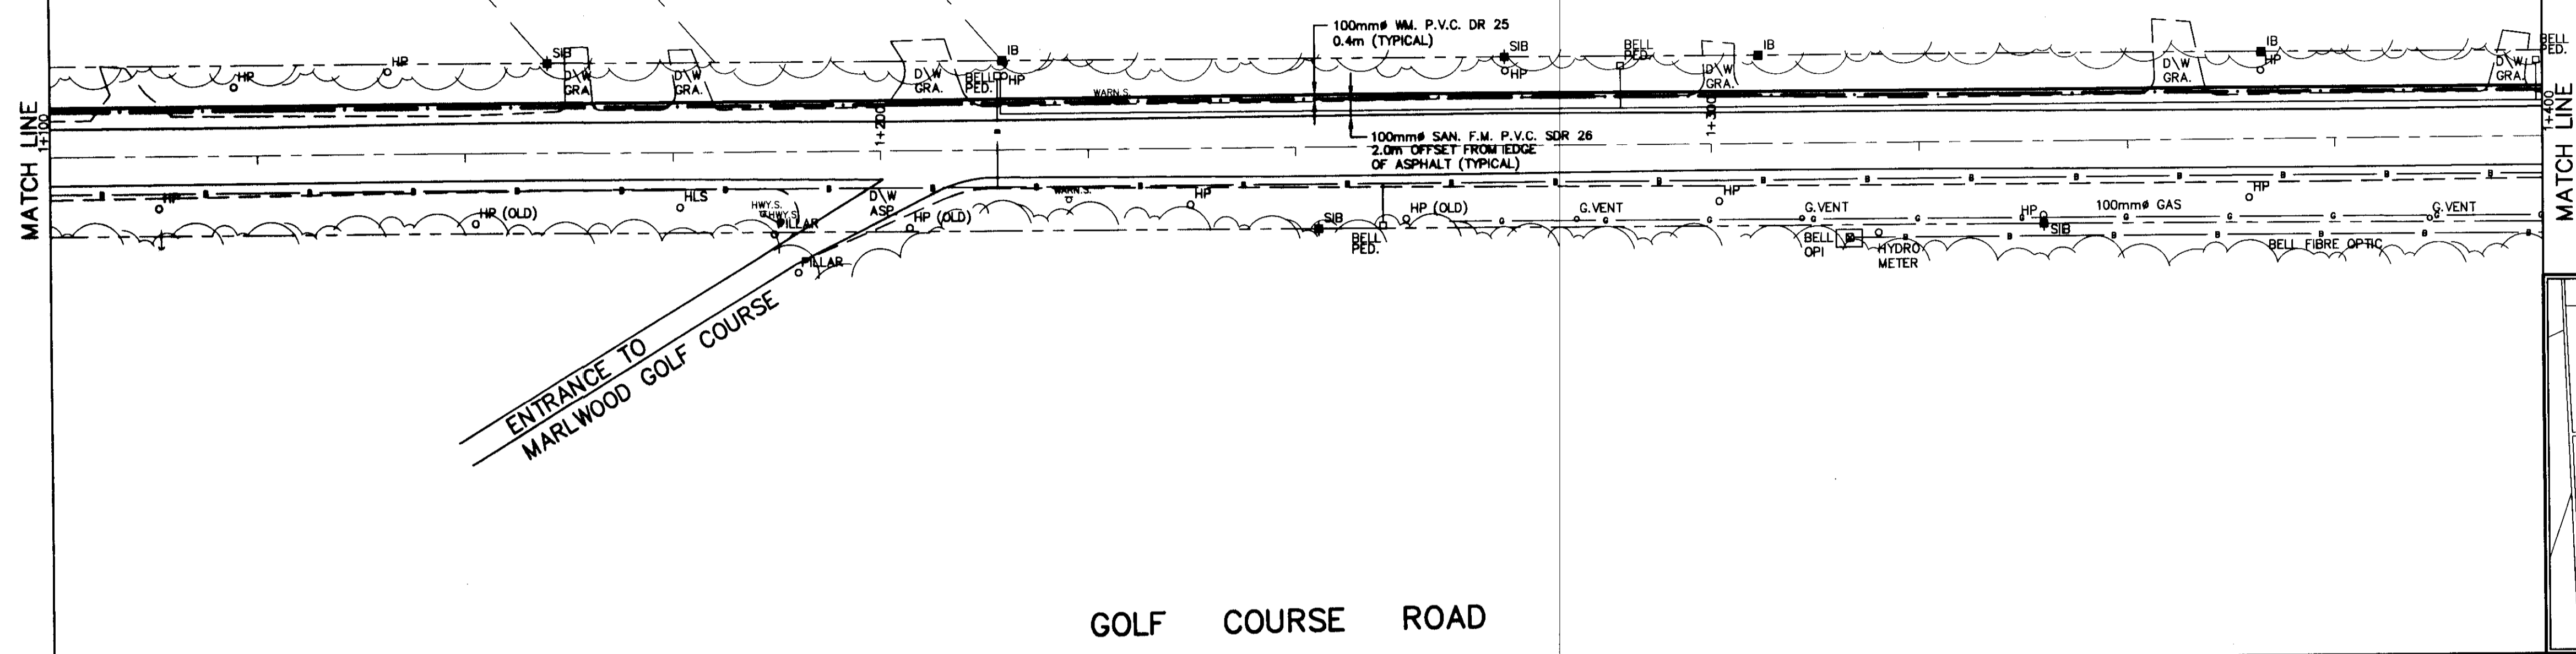 100mmø WM. P.V.C. DR 25
0.4m (TYPICAL)
SIB
IB
SIB
BELL
PED.
IB
IB
BELL
PED.
HP
HP
D\W
GRA.
D\W
GRA.
D\W
GRA.
BELL
PED.
HP
HP
D\W
GRA.
D\W
GRA.
HP
D\W
GRA.
WARN.S.
MATCH LINE
1+100
1+200
1+300
1+400
MATCH LINE
100mmø SAN. F.M. P.V.C. SDR 26
2.0m OFFSET FROM EDGE
OF ASPHALT (TYPICAL)
HP
HP (OLD)
HLS
HWY.S.
HWY.S.
PILLAR
D\W
ASP.
HP (OLD)
WARN.S.
HP
SIB
BELL
PED.
HP (OLD)
G.VENT
HP
G.VENT
HP
SIB
100mmø GAS
HP
G.VENT
BELL
OPI
HYDRO
METER
BELL FIBRE OPTIC
PILLAR
B B B B B B B B B B B B B B B B B B B B B B B B
G G G G G G G G G
B B B B B B B
ENTRANCE TO
MARLWOOD GOLF COURSE
GOLF COURSE ROAD